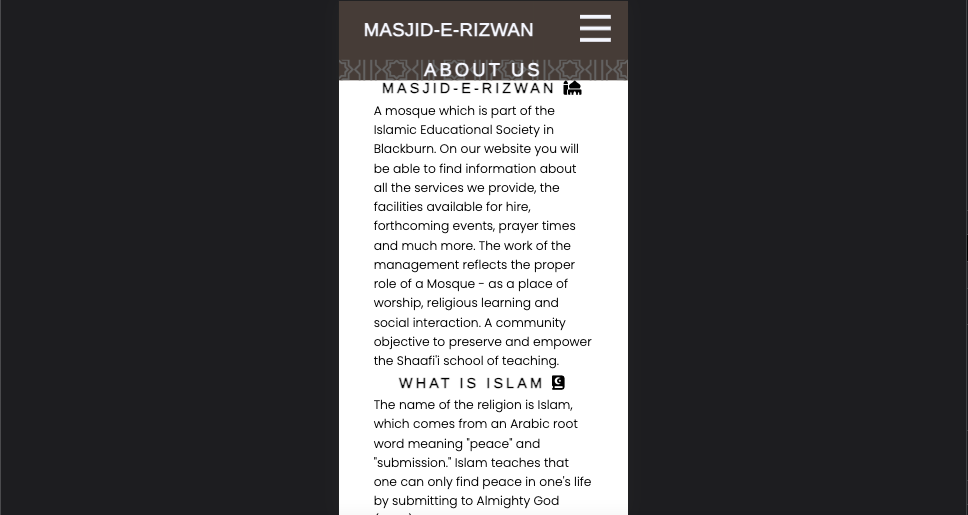 MASJID-E-RIZWAN
ABOUT US
MASJID-E-RIZWAN
A mosque which is part of the
Islamic Educational Society in
Blackburn. On our website you will
be able to find information about
all the services we provide, the
facilities available for hire,
forthcoming events, prayer times
and much more. The work of the
management reflects the proper
role of a Mosque - as a place of
worship, religious learning and
social interaction. A community
objective to preserve and empower
the Shaafi'i school of teaching.
WHAT IS ISLAM
The name of the religion is Islam,
which comes from an Arabic root
word meaning "peace" and
"submission." Islam teaches that
one can only find peace in one's life
by submitting to Almighty God